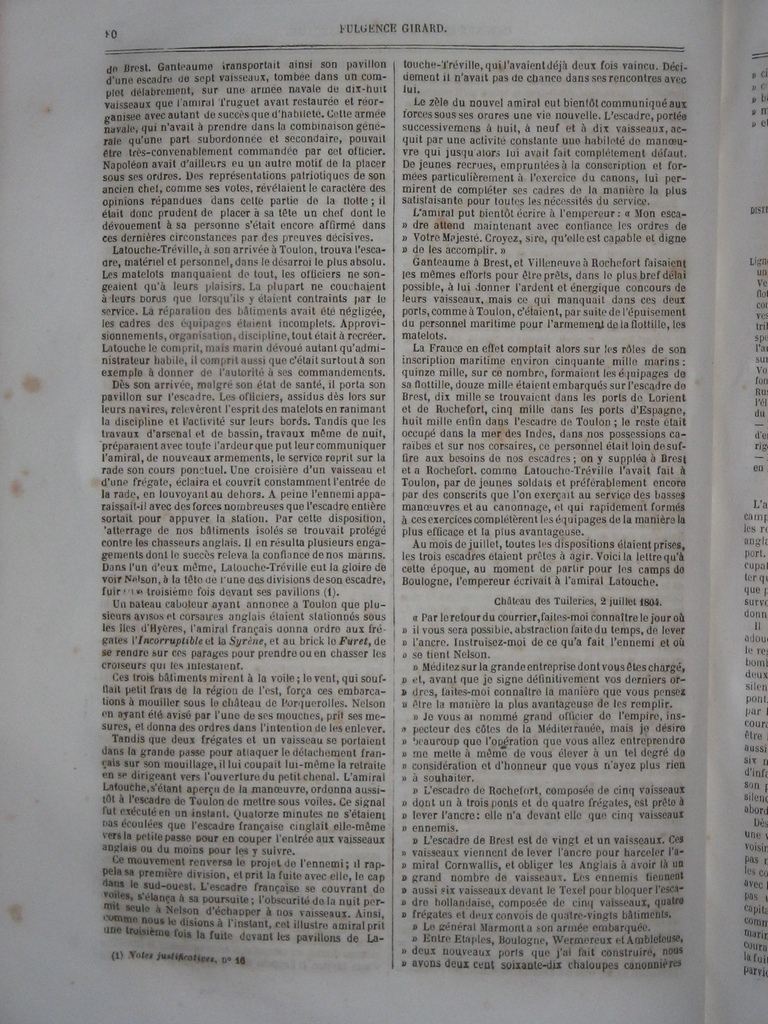 80
FULGENCE GIRARD.
de Brest. Ganteaume transportait ainsi son pavillon
d'une escadre de sept vaisseaux, tombée dans un com-
plet délabrement, sur une armée navale de dix-huit
vaisseaux que l'amiral Truguet avait restaurée et réor-
ganisée avec autant de succès que d'habileté. Cette armée
navale, qui n'avait à prendre dans la combinaison géné-
rale qu'une part subordonnée et secondaire, pouvait
être très-convenablement commandée par cet officier.
Napoléon avait d'ailleurs eu un autre motif de la placer
sous ses ordres. Des représentations patriotiques de son
ancien chef, comme ses votes, révélaient le caractère des
opinions répandues dans cette partie de la flotte; il
était donc prudent de placer à sa tête un chef dont le
dévouement à sa personne s'était encore affirmé dans
ces dernières circonstances par des preuves décisives.
Latouche-Tréville, à son arrivée à Toulon, trouva l'esca-
dre, matériel et personnel, dans le désarroi le plus absolu.
Les matelots manquaient de tout, les officiers ne son-
geaient qu'à leurs plaisirs. La plupart ne couchaient
à leurs bords que lorsqu'ils y étaient contraints par le
service. La réparation des bâtiments avait été négligée,
les cadres des équipages étaient incomplets. Approvi-
sionnements, organisation, discipline, tout était à recréer.
Latouche le comprit, mais marin dévoué autant qu'admi-
nistrateur habile, il comprit aussi que c'était surtout à son
exemple à donner de l'autorité à ses commandements.
Dès son arrivée, malgré son état de santé, il porta son
pavillon sur l'escadre. Les officiers, assidus dès lors sur
leurs navires, relevèrent l'esprit des matelots en ranimant
la discipline et l'activité sur leurs bords. Tandis que les
travaux d'arsenal et de bassin, travaux même de nuit,
préparaient avec toute l'ardeur que put leur communiquer
l'amiral, de nouveaux armements, le service reprit sur la
rade son cours ponctuel. Une croisière d'un vaisseau et
d'une frégate, éclaira et couvrit constamment l'entrée de
la rade, en louvoyant au dehors. A peine l'ennemi appa-
raissait-il avec des forces nombreuses que l'escadre entière
sortait pour appuyer la station. Par cette disposition,
l'atterrage de nos bâtiments isolés se trouvait protégé
contre les chasseurs anglais. Il en résulta plusieurs enga-
gements dont le succès releva la confiance de nos marins.
Dans l'un d'eux même, Latouche-Tréville eut la gloire de
voir Nelson, à la tête de l'une des divisions de son escadre,
fuir troisième fois devant ses pavillons (1).
Un bateau caboteur ayant annoncé à Toulon que plu-
sieurs avisos et corsaires anglais étaient stationnés sous
les îles d'Hyères, l'amiral français donna ordre aux fré-
gates l'Incorruptible et la Syrène, et au brick le Furet, de
se rendre sur ces parages pour prendre ou en chasser les
croiseurs qui les infestaient.
Ces trois bâtiments mirent à la voile; le vent, qui souf-
flait petit frais de la région de l'est, força ces embarca-
tions à mouiller sous le château de Porquerolles. Nelson
en ayant été avisé par l'une de ses mouches, prit ses me-
sures, et donna des ordres dans l'intention de les enlever.
Tandis que deux frégates et un vaisseau se portaient
dans la grande passe pour attaquer le détachement fran-
çais sur son mouillage, il lui coupait lui-même la retraite
en se dirigeant vers l'ouverture du petit chenal. L'amiral
Latouche, s'étant aperçu de la manœuvre, ordonna aussi-
tôt à l'escadre de Toulon de mettre sous voiles. Ce signal
fut exécuté en un instant. Quatorze minutes ne s'étaient
pas écoulées que l'escadre française cinglait elle-même
vers la petite passe pour en couper l'entrée aux vaisseaux
anglais ou du moins pour les y suivre.
Ce mouvement renversa le projet de l'ennemi; il rap-
pela sa première division, et prit la fuite avec elle, le cap
dans le sud-ouest. L'escadre française se couvrant de
voiles, s'élança à sa poursuite; l'obscurité de la nuit per-
mit seule à Nelson d'échapper à nos vaisseaux. Ainsi,
comme nous le disions à l'instant, cet illustre amiral prit
une troisième fois la fuite devant les pavillons de La-
(1) Notes justificatives, n° 16
touche-Tréville, qui l'avaient déjà deux fois vaincu. Déci-
dément il n'avait pas de chance dans ses rencontres avec
lui.
Le zèle du nouvel amiral eut bientôt communiqué aux
forces sous ses ordres une vie nouvelle. L'escadre, portée
successivemens à huit, à neuf et à dix vaisseaux, ac-
quit par une activité constante une habileté de manœu-
vre qui jusqu'alors lui avait fait complètement défaut.
De jeunes recrues, empruntées à la conscription et for-
mées particulièrement à l'exercice du canons, lui per-
mirent de compléter ses cadres de la manière la plus
satisfaisante pour toutes les nécessités du service.
L'amiral put bientôt écrire à l'empereur: « Mon esca-
» dre attend maintenant avec confiance les ordres de
» Votre Majesté. Croyez, sire, qu'elle est capable et digne
» de les accomplir. »
Ganteaume à Brest, et Villeneuve à Rochefort faisaient
les mêmes efforts pour être prêts, dans le plus bref délai
possible, à lui donner l'ardent et énergique concours de
leurs vaisseaux, mais ce qui manquait dans ces deux
ports, comme à Toulon, c'étaient, par suite de l'épuisement
du personnel maritime pour l'armement de la flottille, les
matelots.
La France en effet comptait alors sur les rôles de son
inscription maritime environ cinquante mille marins:
quinze mille, sur ce nombre, formaient les équipages de
sa flottille, douze mille étaient embarqués sur l'escadre de
Brest, dix mille se trouvaient dans les ports de Lorient
et de Rochefort, cinq mille dans les ports d'Espagne,
huit mille enfin dans l'escadre de Toulon; le reste était
occupé dans la mer des Indes, dans nos possessions ca-
raïbes et sur nos corsaires, ce personnel était loin de suf-
fire aux besoins de nos escadres; on y suppléa à Brest
et à Rochefort, comme Latouche-Tréville l'avait fait à
Toulon, par de jeunes soldats et préférablement encore
par des conscrits que l'on exerçait au service des basses
manœuvres et au canonnage, et qui rapidement formés
à ces exercices complétèrent les équipages de la manière la
plus efficace et la plus avantageuse.
Au mois de juillet, toutes les dispositions étaient prises,
les trois escadres étaient prêtes à agir. Voici la lettre qu'à
cette époque, au moment de partir pour les camps de
Boulogne, l'empereur écrivait à l'amiral Latouche.
Château des Tuileries, 2 juillet 1804.
« Par le retour du courrier, faites-moi connaître le jour où
» il vous sera possible, abstraction faite du temps, de lever
» l'ancre. Instruisez-moi de ce qu'a fait l'ennemi et où
» se tient Nelson.
» Méditez sur la grande entreprise dont vous êtes chargé,
» et, avant que je signe définitivement vos derniers or-
» dres, faites-moi connaître la manière que vous pensez
» être la manière la plus avantageuse de les remplir.
» Je vous ai nommé grand officier de l'empire, ins-
» pecteur des côtes de la Méditerranée, mais je désire
» beaucoup que l'opération que vous allez entreprendre
» me mette à même de vous élever à un tel degré de
» considération et d'honneur que vous n'ayez plus rien
» à souhaiter.
» L'escadre de Rochefort, composée de cinq vaisseaux
» dont un à trois ponts et de quatre frégates, est prête à
» lever l'ancre: elle n'a devant elle que cinq vaisseaux
» ennemis.
» L'escadre de Brest est de vingt et un vaisseaux. Ces
» vaisseaux viennent de lever l'ancre pour harceler l'a-
» miral Cornwallis, et obliger les Anglais à avoir là un
» grand nombre de vaisseaux. Les ennemis tiennent
» aussi six vaisseaux devant le Texel pour bloquer l'esca-
» dre hollandaise, composée de cinq vaisseaux, quatre
» frégates et deux convois de quatre-vingts bâtiments.
» Le général Marmont a son armée embarquée.
» Entre Etaples, Boulogne, Wermereux et Ambleteuse,
» deux nouveaux ports que j'ai fait construire, nous
» avons deux cent soixante-dix chaloupes canonnières